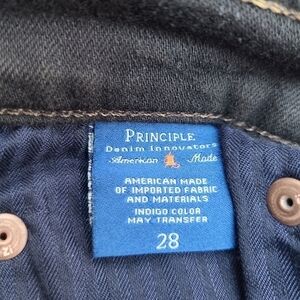 PRINCIPLE
Denim innovators
American Made
AMERICAN MADE
OF IMPORTED FABRIC
AND MATERIALS
INDIGO COLOR
MAY TRANSFER
28